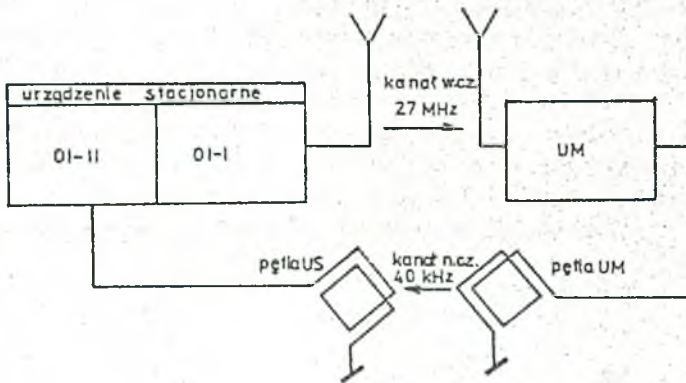 urządzenie stacjonarne
OI-II
OI-I
kanał w.cz.
27 MHz
UM
pętla US
kanał n.cz.
40 kHz
pętla UM